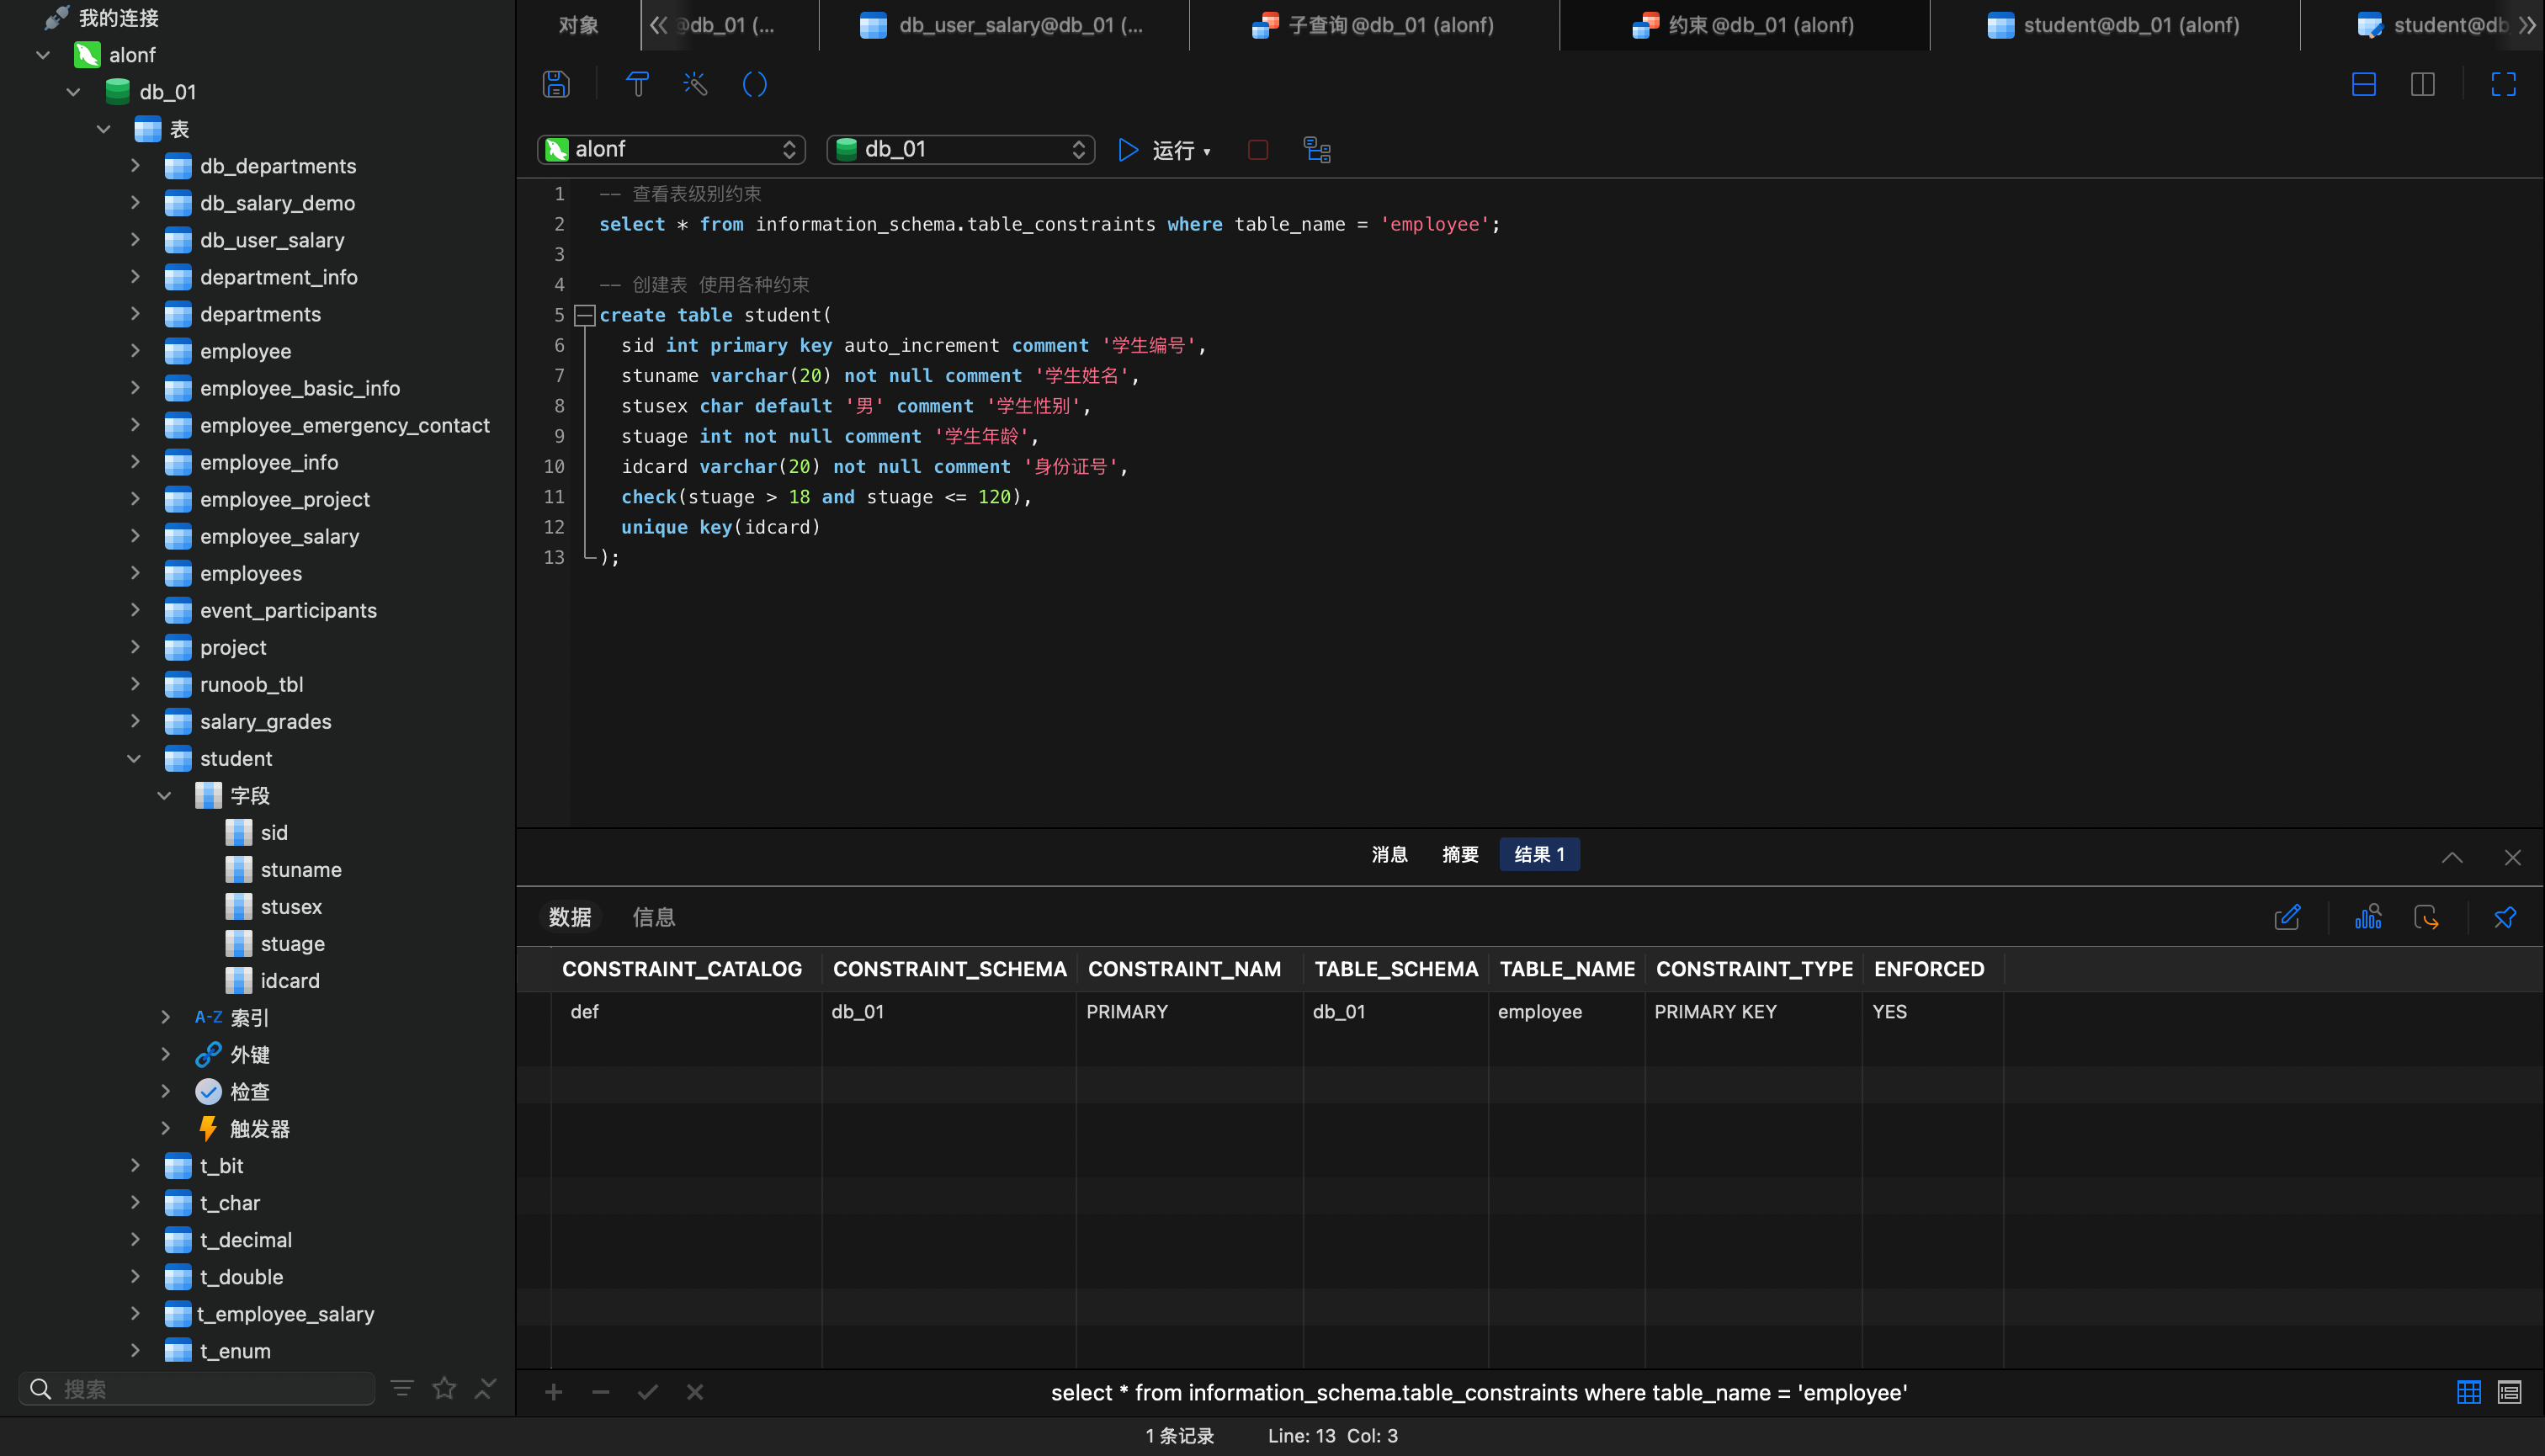 我的连接
alonf
db_01
表
db_departments
db_salary_demo
db_user_salary
department_info
departments
employee
employee_basic_info
employee_emergency_contact
employee_info
employee_project
employee_salary
employees
event_participants
project
runoob_tbl
salary_grades
student
字段
sid
stuname
stusex
stuage
idcard
A-Z 索引
外键
检查
触发器
t_bit
t_char
t_decimal
t_double
t_employee_salary
t_enum
搜索
对象
@db_01 (...
db_user_salary@db_01 (...
子查询@db_01 (alonf)
约束@db_01 (alonf)
student@db_01 (alonf)
student@db
alonf
db_01
运行
1 -- 查看表级别约束
2 select * from information_schema.table_constraints where table_name = 'employee';
3
4 -- 创建表 使用各种约束
5 create table student(
6 sid int primary key auto_increment comment '学生编号',
7 stuname varchar(20) not null comment '学生姓名',
8 stusex char default '男' comment '学生性别',
9 stuage int not null comment '学生年龄',
10 idcard varchar(20) not null comment '身份证号',
11 check(stuage > 18 and stuage <= 120),
12 unique key(idcard)
13 );
消息 摘要 结果 1
数据 信息
CONSTRAINT_CATALOG CONSTRAINT_SCHEMA CONSTRAINT_NAM TABLE_SCHEMA TABLE_NAME CONSTRAINT_TYPE ENFORCED
def db_01 PRIMARY db_01 employee PRIMARY KEY YES
select * from information_schema.table_constraints where table_name = 'employee'
1 条记录 Line: 13 Col: 3